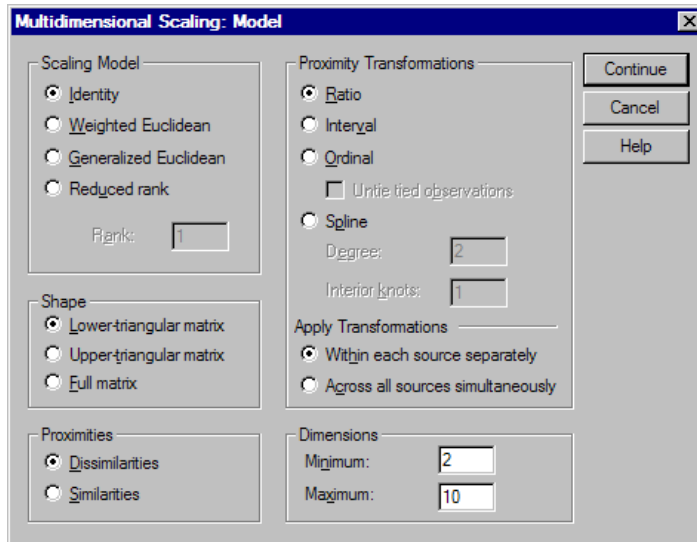 Multidimensional Scaling: Model
Scaling Model
Identity
Weighted Euclidean
Generalized Euclidean
Reduced rank
Rank: 1
Shape
Lower-triangular matrix
Upper-triangular matrix
Full matrix
Proximities
Dissimilarities
Similarities
Proximity Transformations
Ratio
Interval
Ordinal
Untie tied observations
Spline
Degree: 2
Interior knots: 1
Apply Transformations
Within each source separately
Across all sources simultaneously
Dimensions
Minimum: 2
Maximum: 10
Continue
Cancel
Help